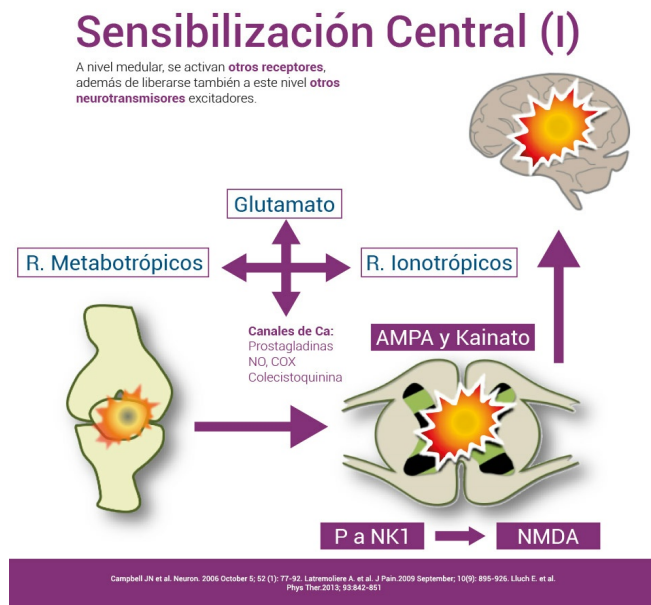 Sensibilización Central (I)
A nivel medular, se activan otros receptores,
además de liberarse también a este nivel otros
neurotransmisores excitadores.
Glutamato
R. Metabotrópicos
R. Ionotrópicos
Canales de Ca:
Prostagladinas
NO, COX
Colecistoquinina
AMPA y Kainato
P a NK1
NMDA
Campbell JN et al. Neuron. 2006 October 5; 52 (1): 77-92. Latremoliere A. et al. J Pain.2009 September; 10(9): 895-926. Lluch E. et al.
Phys Ther.2013; 93:842-851